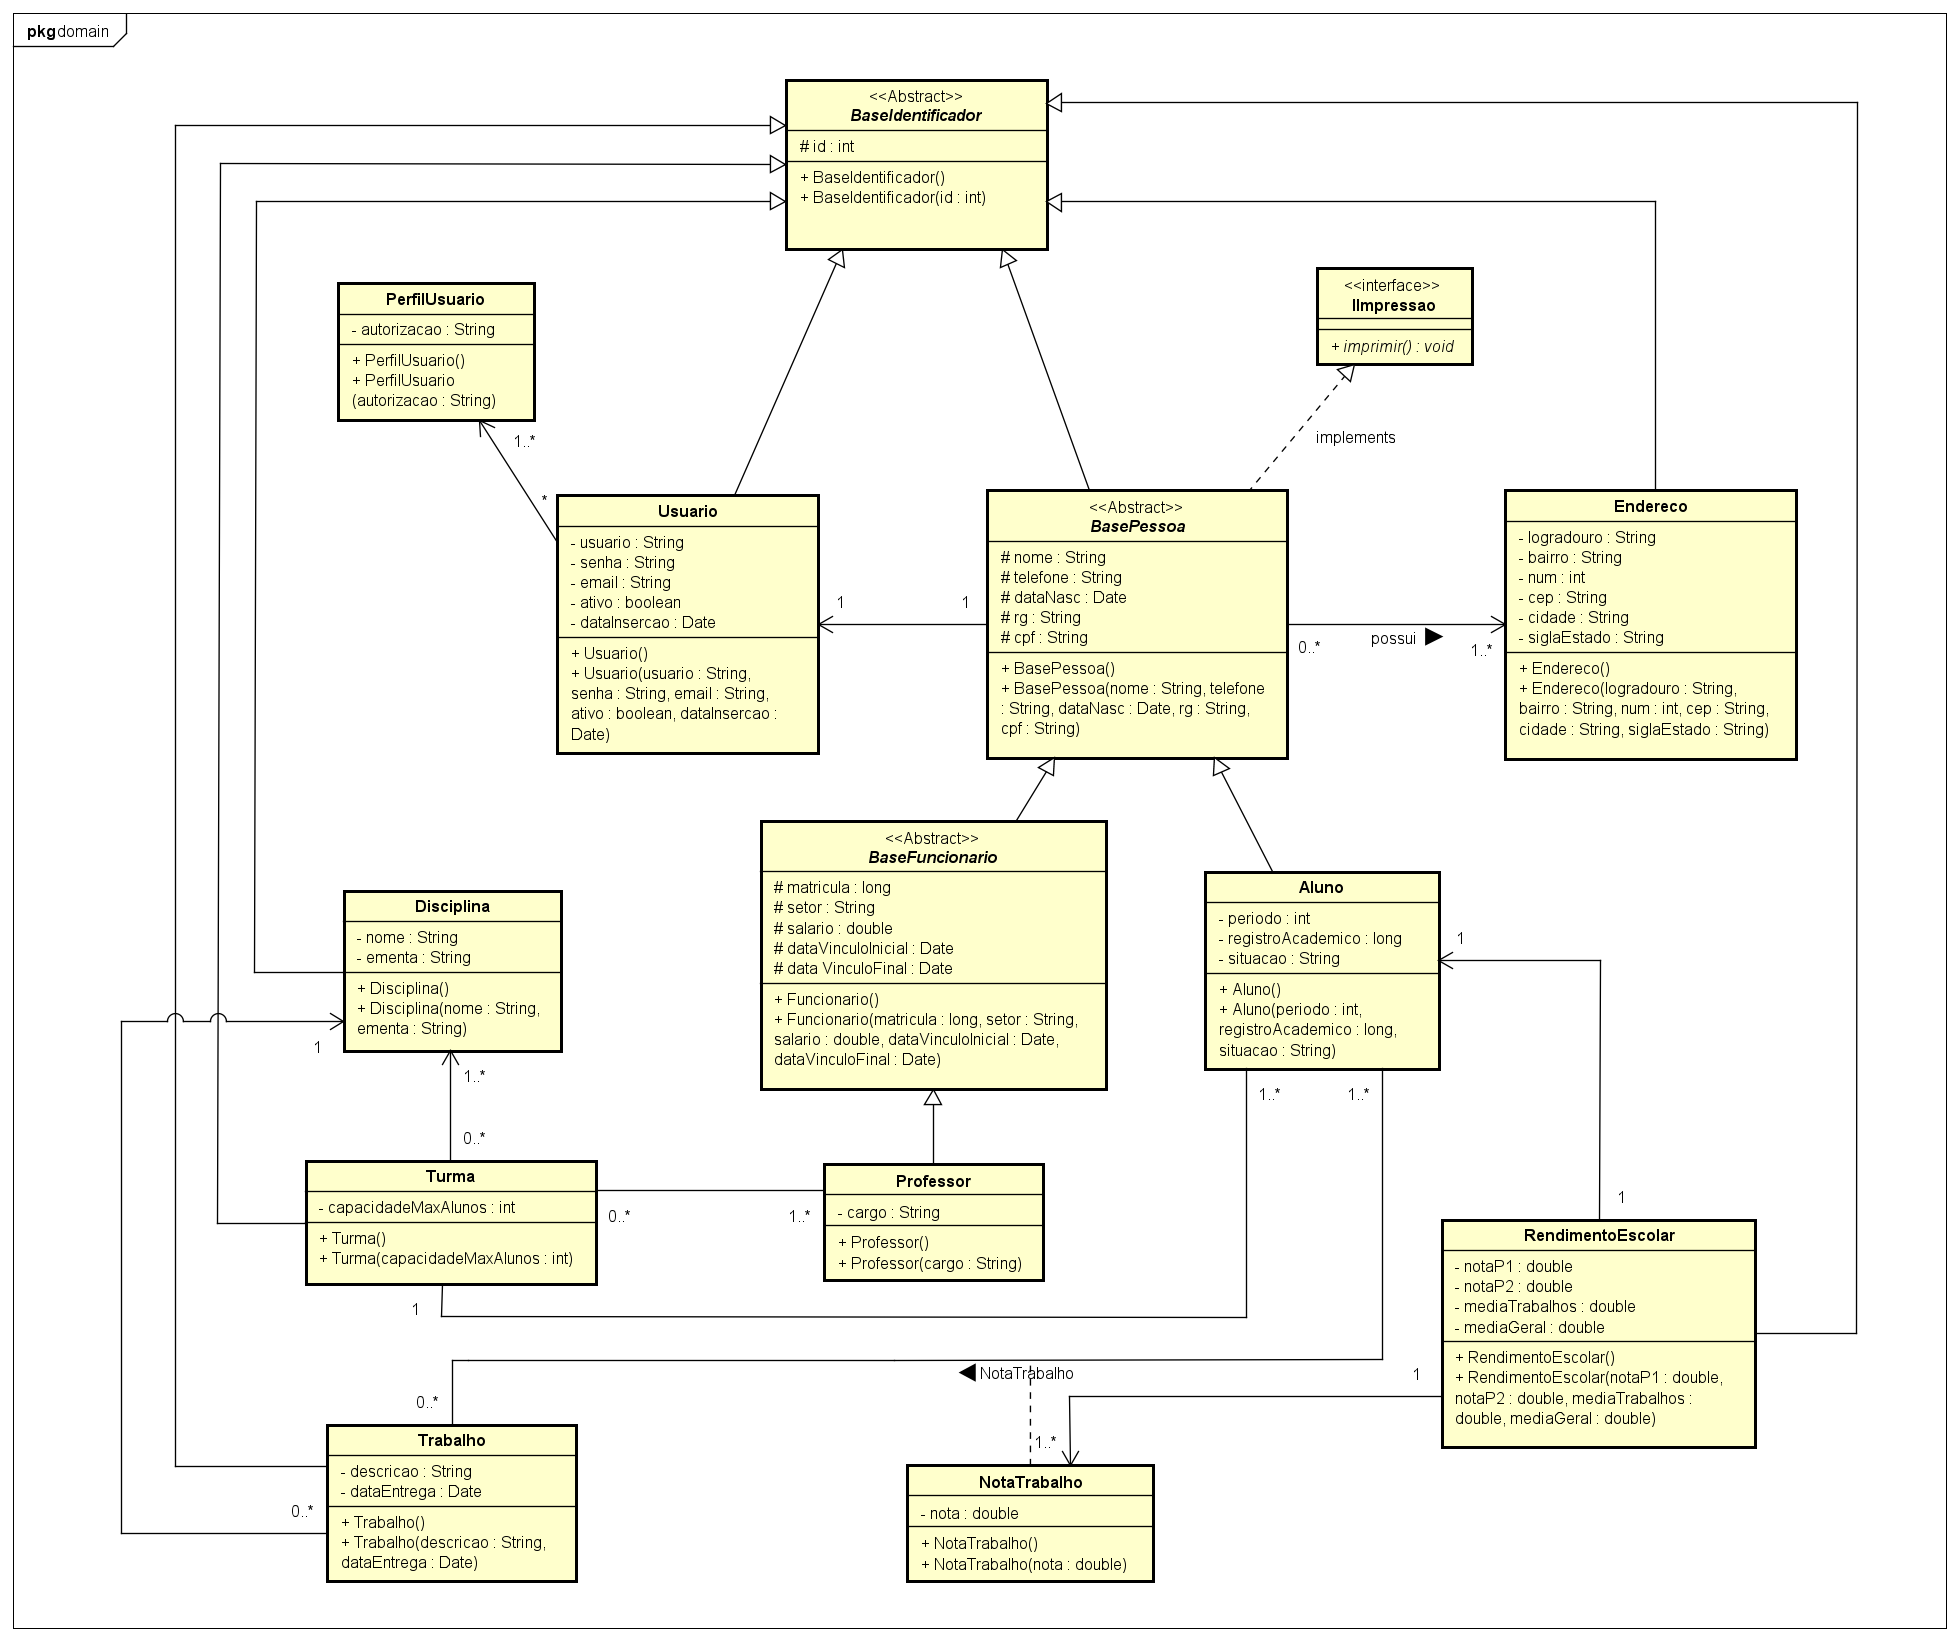 pkg domain
<<Abstract>>
BaseIdentificador
# id : int
+ BaseIdentificador()
+ BaseIdentificador(id : int)
PerfilUsuario
- autorizacao : String
+ PerfilUsuario()
+ PerfilUsuario
(autorizacao : String)
<<interface>>
IImpressao
+ imprimir() : void
implements
1..*
*
Usuario
- usuario : String
- senha : String
- email : String
- ativo : boolean
- dataInsercao : Date
+ Usuario()
+ Usuario(usuario : String,
senha : String, email : String,
ativo : boolean, dataInsercao :
Date)
1
1
<<Abstract>>
BasePessoa
# nome : String
# telefone : String
# dataNasc : Date
# rg : String
# cpf : String
+ BasePessoa()
+ BasePessoa(nome : String, telefone
: String, dataNasc : Date, rg : String,
cpf : String)
0..*
possui ▶
1..*
Endereco
- logradouro : String
- bairro : String
- num : int
- cep : String
- cidade : String
- siglaEstado : String
+ Endereco()
+ Endereco(logradouro : String,
bairro : String, num : int, cep : String,
cidade : String, siglaEstado : String)
<<Abstract>>
BaseFuncionario
# matricula : long
# setor : String
# salario : double
# dataVinculoInicial : Date
# data VinculoFinal : Date
+ Funcionario()
+ Funcionario(matricula : long, setor : String,
salario : double, dataVinculoInicial : Date,
dataVinculoFinal : Date)
Aluno
- periodo : int
- registroAcademico : long
- situacao : String
+ Aluno()
+ Aluno(periodo : int,
registroAcademico : long,
situacao : String)
1
1..*
1..*
1
Disciplina
- nome : String
- ementa : String
+ Disciplina()
+ Disciplina(nome : String,
ementa : String)
1
1..*
0..*
Turma
- capacidadeMaxAlunos : int
+ Turma()
+ Turma(capacidadeMaxAlunos : int)
0..*
1..*
1
Professor
- cargo : String
+ Professor()
+ Professor(cargo : String)
RendimentoEscolar
- notaP1 : double
- notaP2 : double
- mediaTrabalhos : double
- mediaGeral : double
+ RendimentoEscolar()
+ RendimentoEscolar(notaP1 : double,
notaP2 : double, mediaTrabalhos :
double, mediaGeral : double)
◀ NotaTrabalho
1
0..*
1..*
Trabalho
- descricao : String
- dataEntrega : Date
+ Trabalho()
+ Trabalho(descricao : String,
dataEntrega : Date)
0..*
NotaTrabalho
- nota : double
+ NotaTrabalho()
+ NotaTrabalho(nota : double)